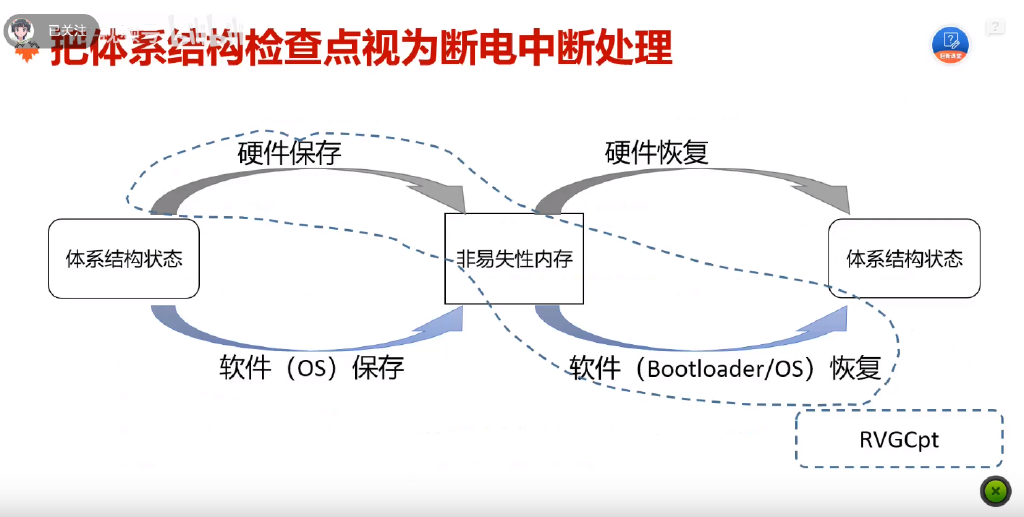 已关注
把体系结构检查点视为断电中断处理
硬件保存
硬件恢复
体系结构状态
非易失性内存
体系结构状态
软件（OS）保存
软件（Bootloader/OS）恢复
RVGCpt